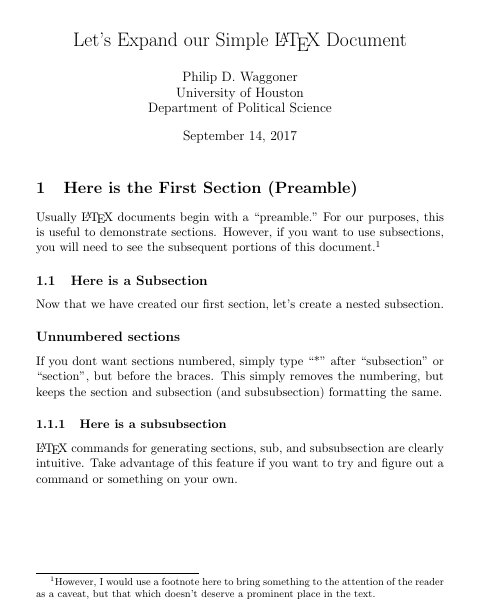 Let's Expand our Simple LATEX Document
Philip D. Waggoner
University of Houston
Department of Political Science
September 14, 2017
1 Here is the First Section (Preamble)
Usually LATEX documents begin with a “preamble.” For our purposes, this
is useful to demonstrate sections. However, if you want to use subsections,
you will need to see the subsequent portions of this document.1
1.1 Here is a Subsection
Now that we have created our first section, let's create a nested subsection.
Unnumbered sections
If you dont want sections numbered, simply type “*” after “subsection” or
“section”, but before the braces. This simply removes the numbering, but
keeps the section and subsection (and subsubsection) formatting the same.
1.1.1 Here is a subsubsection
LATEX commands for generating sections, sub, and subsubsection are clearly
intuitive. Take advantage of this feature if you want to try and figure out a
command or something on your own.
1However, I would use a footnote here to bring something to the attention of the reader
as a caveat, but that which doesn't deserve a prominent place in the text.